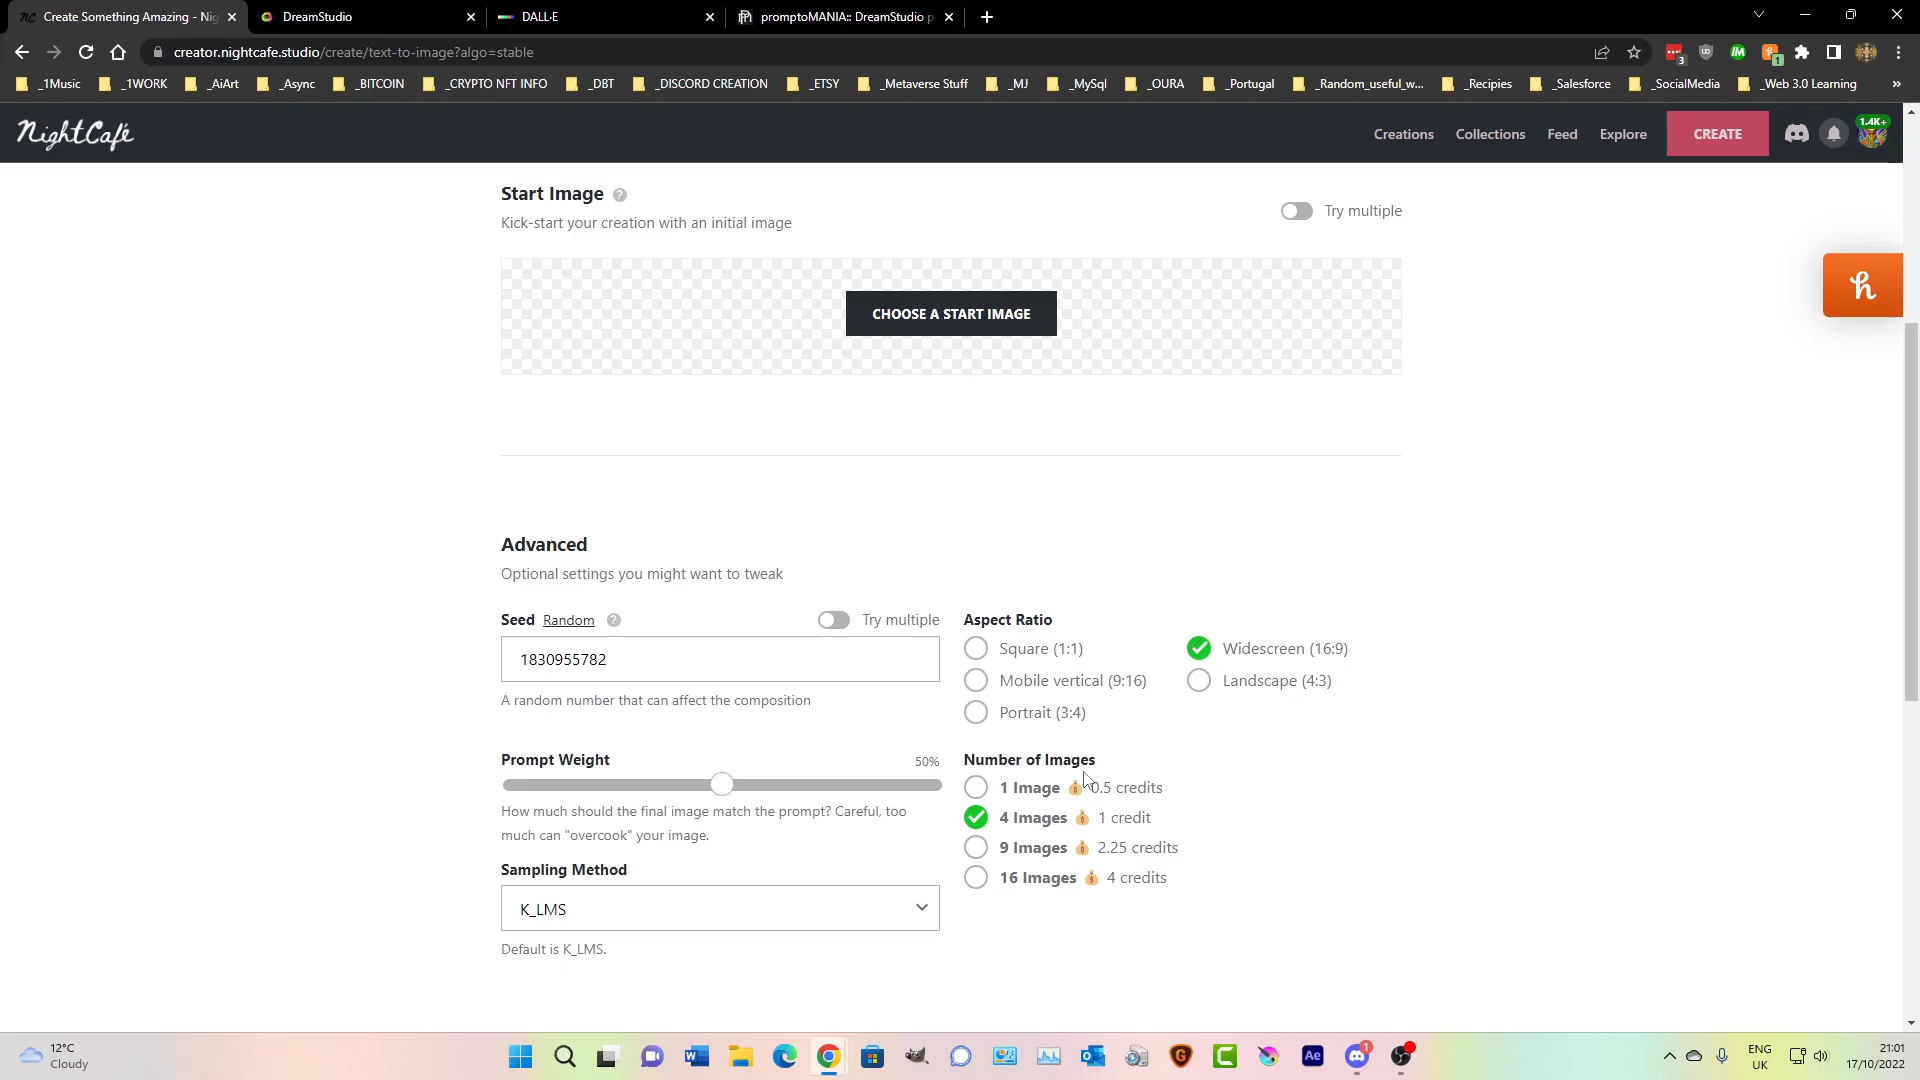 Create Something Amazing - Nig
DreamStudio
DALL·E
promptoMANIA:: DreamStudio p
creator.nightcafe.studio/create/text-to-image?algo=stable
3
1
_1Music
_1WORK
_AiArt
_Async
_BITCOIN
_CRYPTO NFT INFO
_DBT
_DISCORD CREATION
_ETSY
_Metaverse Stuff
_MJ
_MySql
_OURA
_Portugal
_Random_useful_w...
_Recipies
_Salesforce
_SocialMedia
_Web 3.0 Learning
»
NightCafé
Creations
Collections
Feed
Explore
CREATE
1.4K+
Start Image ?
Kick-start your creation with an initial image
Try multiple
CHOOSE A START IMAGE
Advanced
Optional settings you might want to tweak
Seed Random ?
Try multiple
1830955782
A random number that can affect the composition
Aspect Ratio
Square (1:1)
Widescreen (16:9)
Mobile vertical (9:16)
Landscape (4:3)
Portrait (3:4)
Prompt Weight
50%
How much should the final image match the prompt? Careful, too
much can "overcook" your image.
Number of Images
1 Image 0.5 credits
4 Images 1 credit
9 Images 2.25 credits
16 Images 4 credits
Sampling Method
K_LMS
Default is K_LMS.
12°C
Cloudy
Ae
1
ENG
UK
21:01
17/10/2022